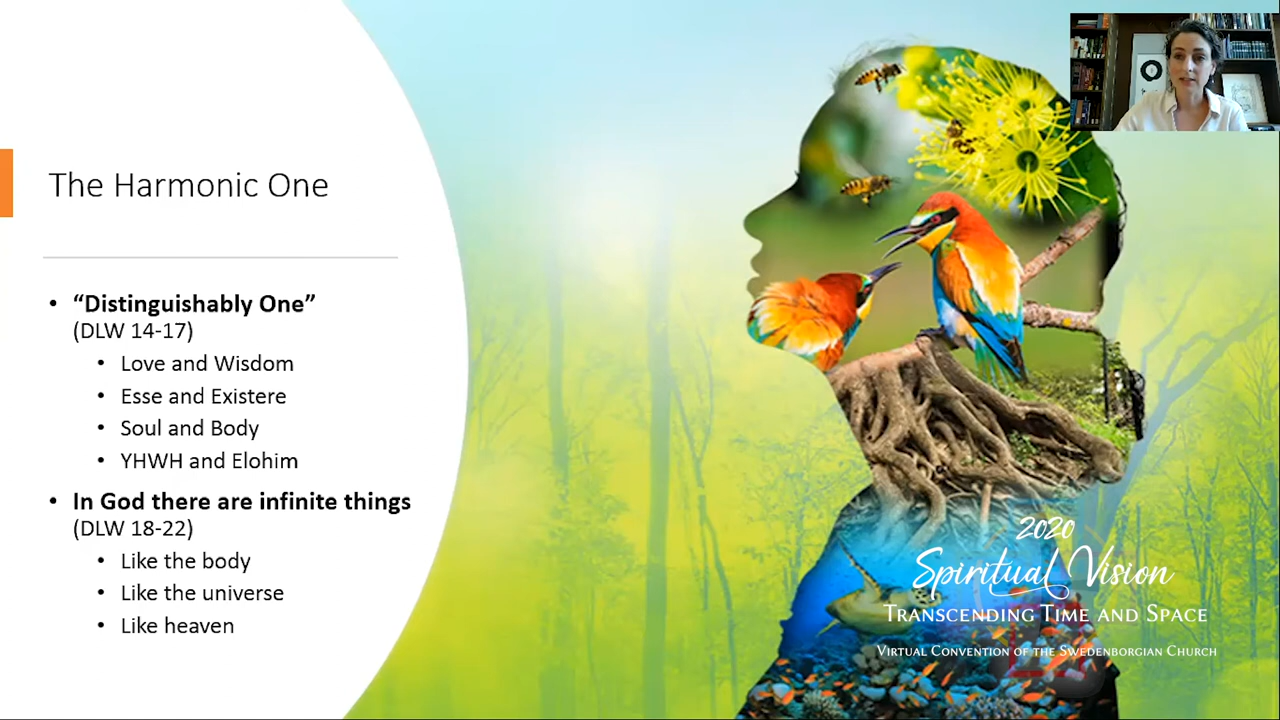 The Harmonic One
• “Distinguishably One”
(DLW 14-17)
• Love and Wisdom
• Esse and Existere
• Soul and Body
• YHWH and Elohim
• In God there are infinite things
(DLW 18-22)
• Like the body
• Like the universe
• Like heaven
2020
Spiritual Vision
Transcending Time and Space
Virtual Convention of the Swedenborgian Church